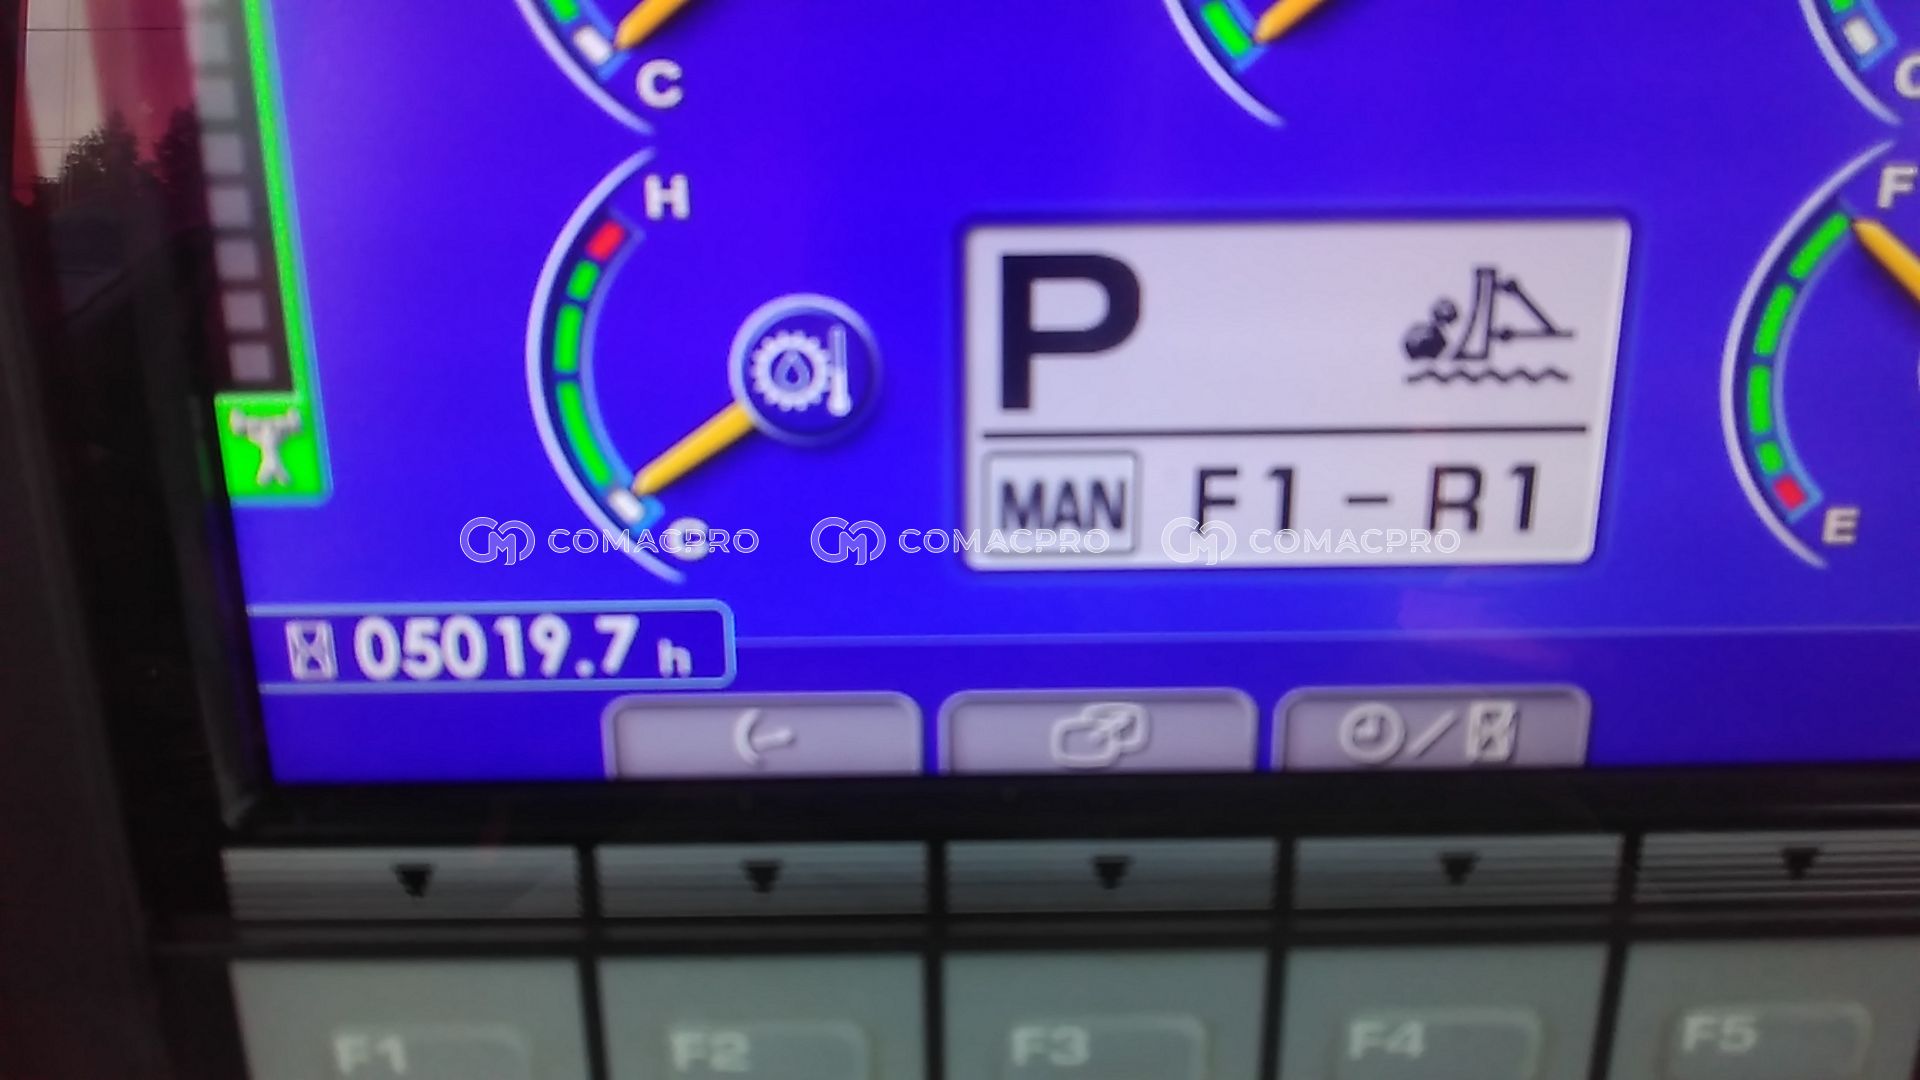 C
H
F
P
MAN F1-R1
C
E
COMACPRO COMACPRO COMACPRO
05019.7 h
F1 F2 F3 F4 F5